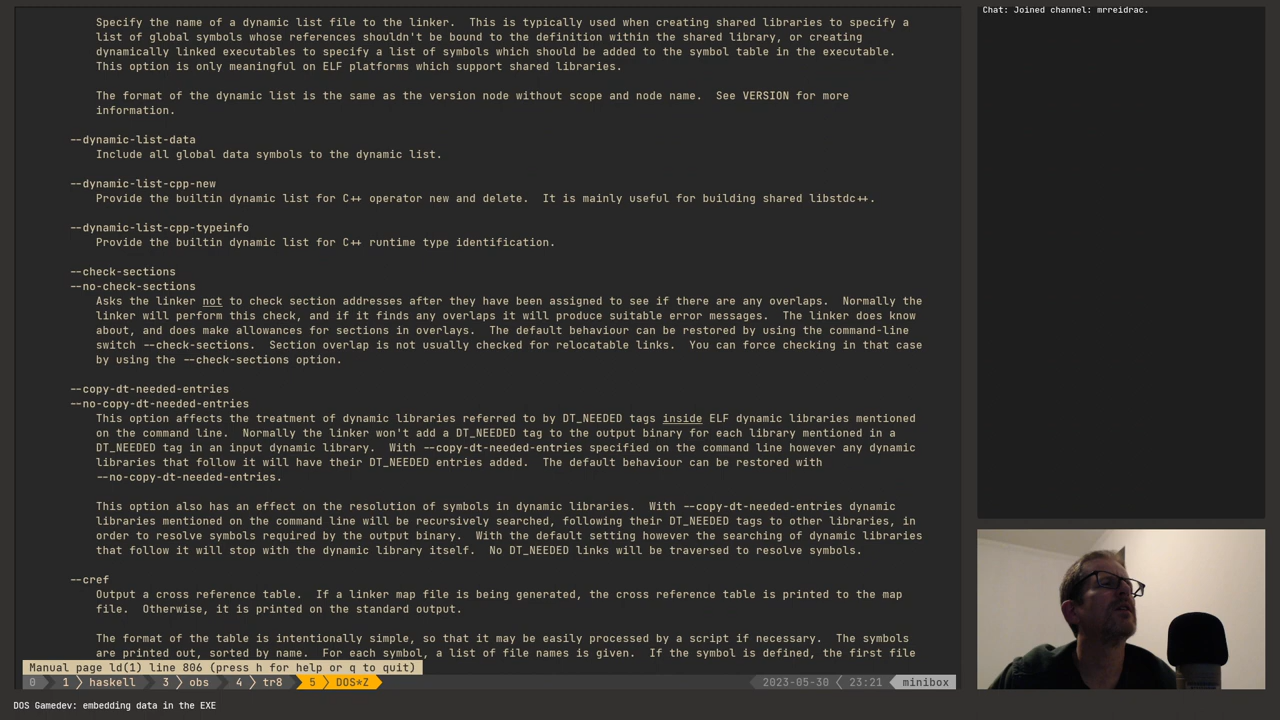 Specify the name of a dynamic list file to the linker.  This is typically used when creating shared libraries to specify a
list of global symbols whose references shouldn't be bound to the definition within the shared library, or creating
dynamically linked executables to specify a list of symbols which should be added to the symbol table in the executable.
This option is only meaningful on ELF platforms which support shared libraries.
The format of the dynamic list is the same as the version node without scope and node name.  See VERSION for more
information.
--dynamic-list-data
Include all global data symbols to the dynamic list.
--dynamic-list-cpp-new
Provide the builtin dynamic list for C++ operator new and delete.  It is mainly useful for building shared libstdc++.
--dynamic-list-cpp-typeinfo
Provide the builtin dynamic list for C++ runtime type identification.
--check-sections
--no-check-sections
Asks the linker not to check section addresses after they have been assigned to see if there are any overlaps.  Normally the
linker will perform this check, and if it finds any overlaps it will produce suitable error messages.  The linker does know
about, and does make allowances for sections in overlays.  The default behaviour can be restored by using the command-line
switch --check-sections.  Section overlap is not usually checked for relocatable links.  You can force checking in that case
by using the --check-sections option.
--copy-dt-needed-entries
--no-copy-dt-needed-entries
This option affects the treatment of dynamic libraries referred to by DT_NEEDED tags inside ELF dynamic libraries mentioned
on the command line.  Normally the linker won't add a DT_NEEDED tag to the output binary for each library mentioned in a
DT_NEEDED tag in an input dynamic library.  With --copy-dt-needed-entries specified on the command line however any dynamic
libraries that follow it will have their DT_NEEDED entries added.  The default behaviour can be restored with
--no-copy-dt-needed-entries.
This option also has an effect on the resolution of symbols in dynamic libraries.  With --copy-dt-needed-entries dynamic
libraries mentioned on the command line will be recursively searched, following their DT_NEEDED tags to other libraries, in
order to resolve symbols required by the output binary.  With the default setting however the searching of dynamic libraries
that follow it will stop with the dynamic library itself.  No DT_NEEDED links will be traversed to resolve symbols.
--cref
Output a cross reference table.  If a linker map file is being generated, the cross reference table is printed to the map
file.  Otherwise, it is printed on the standard output.
The format of the table is intentionally simple, so that it may be easily processed by a script if necessary.  The symbols
are printed out, sorted by name.  For each symbol, a list of file names is given.  If the symbol is defined, the first file
Manual page ld(1) line 806 (press h for help or q to quit)
0 1 haskell 3 obs 4 tr8 5 DOS*Z 2023-05-30 23:21 minibox
DOS Gamedev: embedding data in the EXE
Chat: Joined channel: mrreidrac.